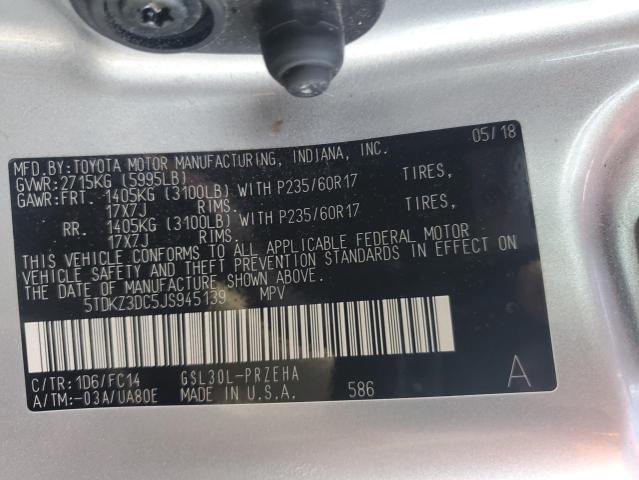 05/18
MFD.BY:TOYOTA MOTOR MANUFACTURING, INDIANA, INC.
GVWR:2715KG (5995LB)
GAWR:FRT. 1405KG (3100LB) WITH P235/60R17 TIRES,
17X7J RIMS.
RR. 1405KG (3100LB) WITH P235/60R17 TIRES,
17X7J RIMS.
THIS VEHICLE CONFORMS TO ALL APPLICABLE FEDERAL MOTOR
VEHICLE SAFETY AND THEFT PREVENTION STANDARDS IN EFFECT ON
THE DATE OF MANUFACTURE SHOWN ABOVE.
5TDKZ3DC5JS945139 MPV
C/TR:1D6/FC14 GSL30L-PRZEHA
A/TM:-03A/UA80E MADE IN U.S.A. 586 A